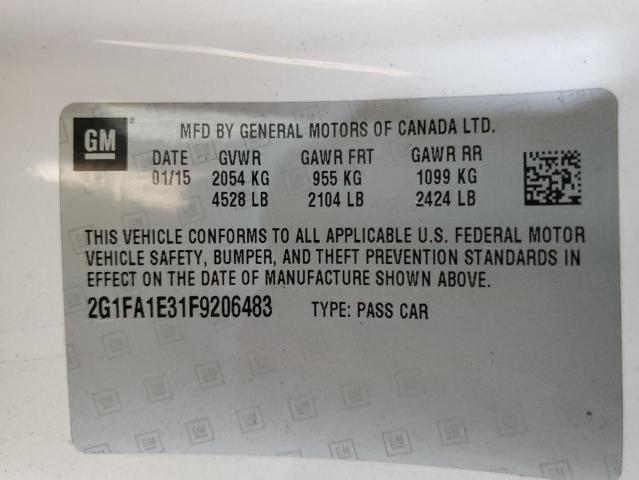 GM
MFD BY GENERAL MOTORS OF CANADA LTD.
DATE GVWR GAWR FRT GAWR RR
01/15 2054 KG 955 KG 1099 KG
4528 LB 2104 LB 2424 LB
THIS VEHICLE CONFORMS TO ALL APPLICABLE U.S. FEDERAL MOTOR
VEHICLE SAFETY, BUMPER, AND THEFT PREVENTION STANDARDS IN
EFFECT ON THE DATE OF MANUFACTURE SHOWN ABOVE.
2G1FA1E31F9206483 TYPE: PASS CAR